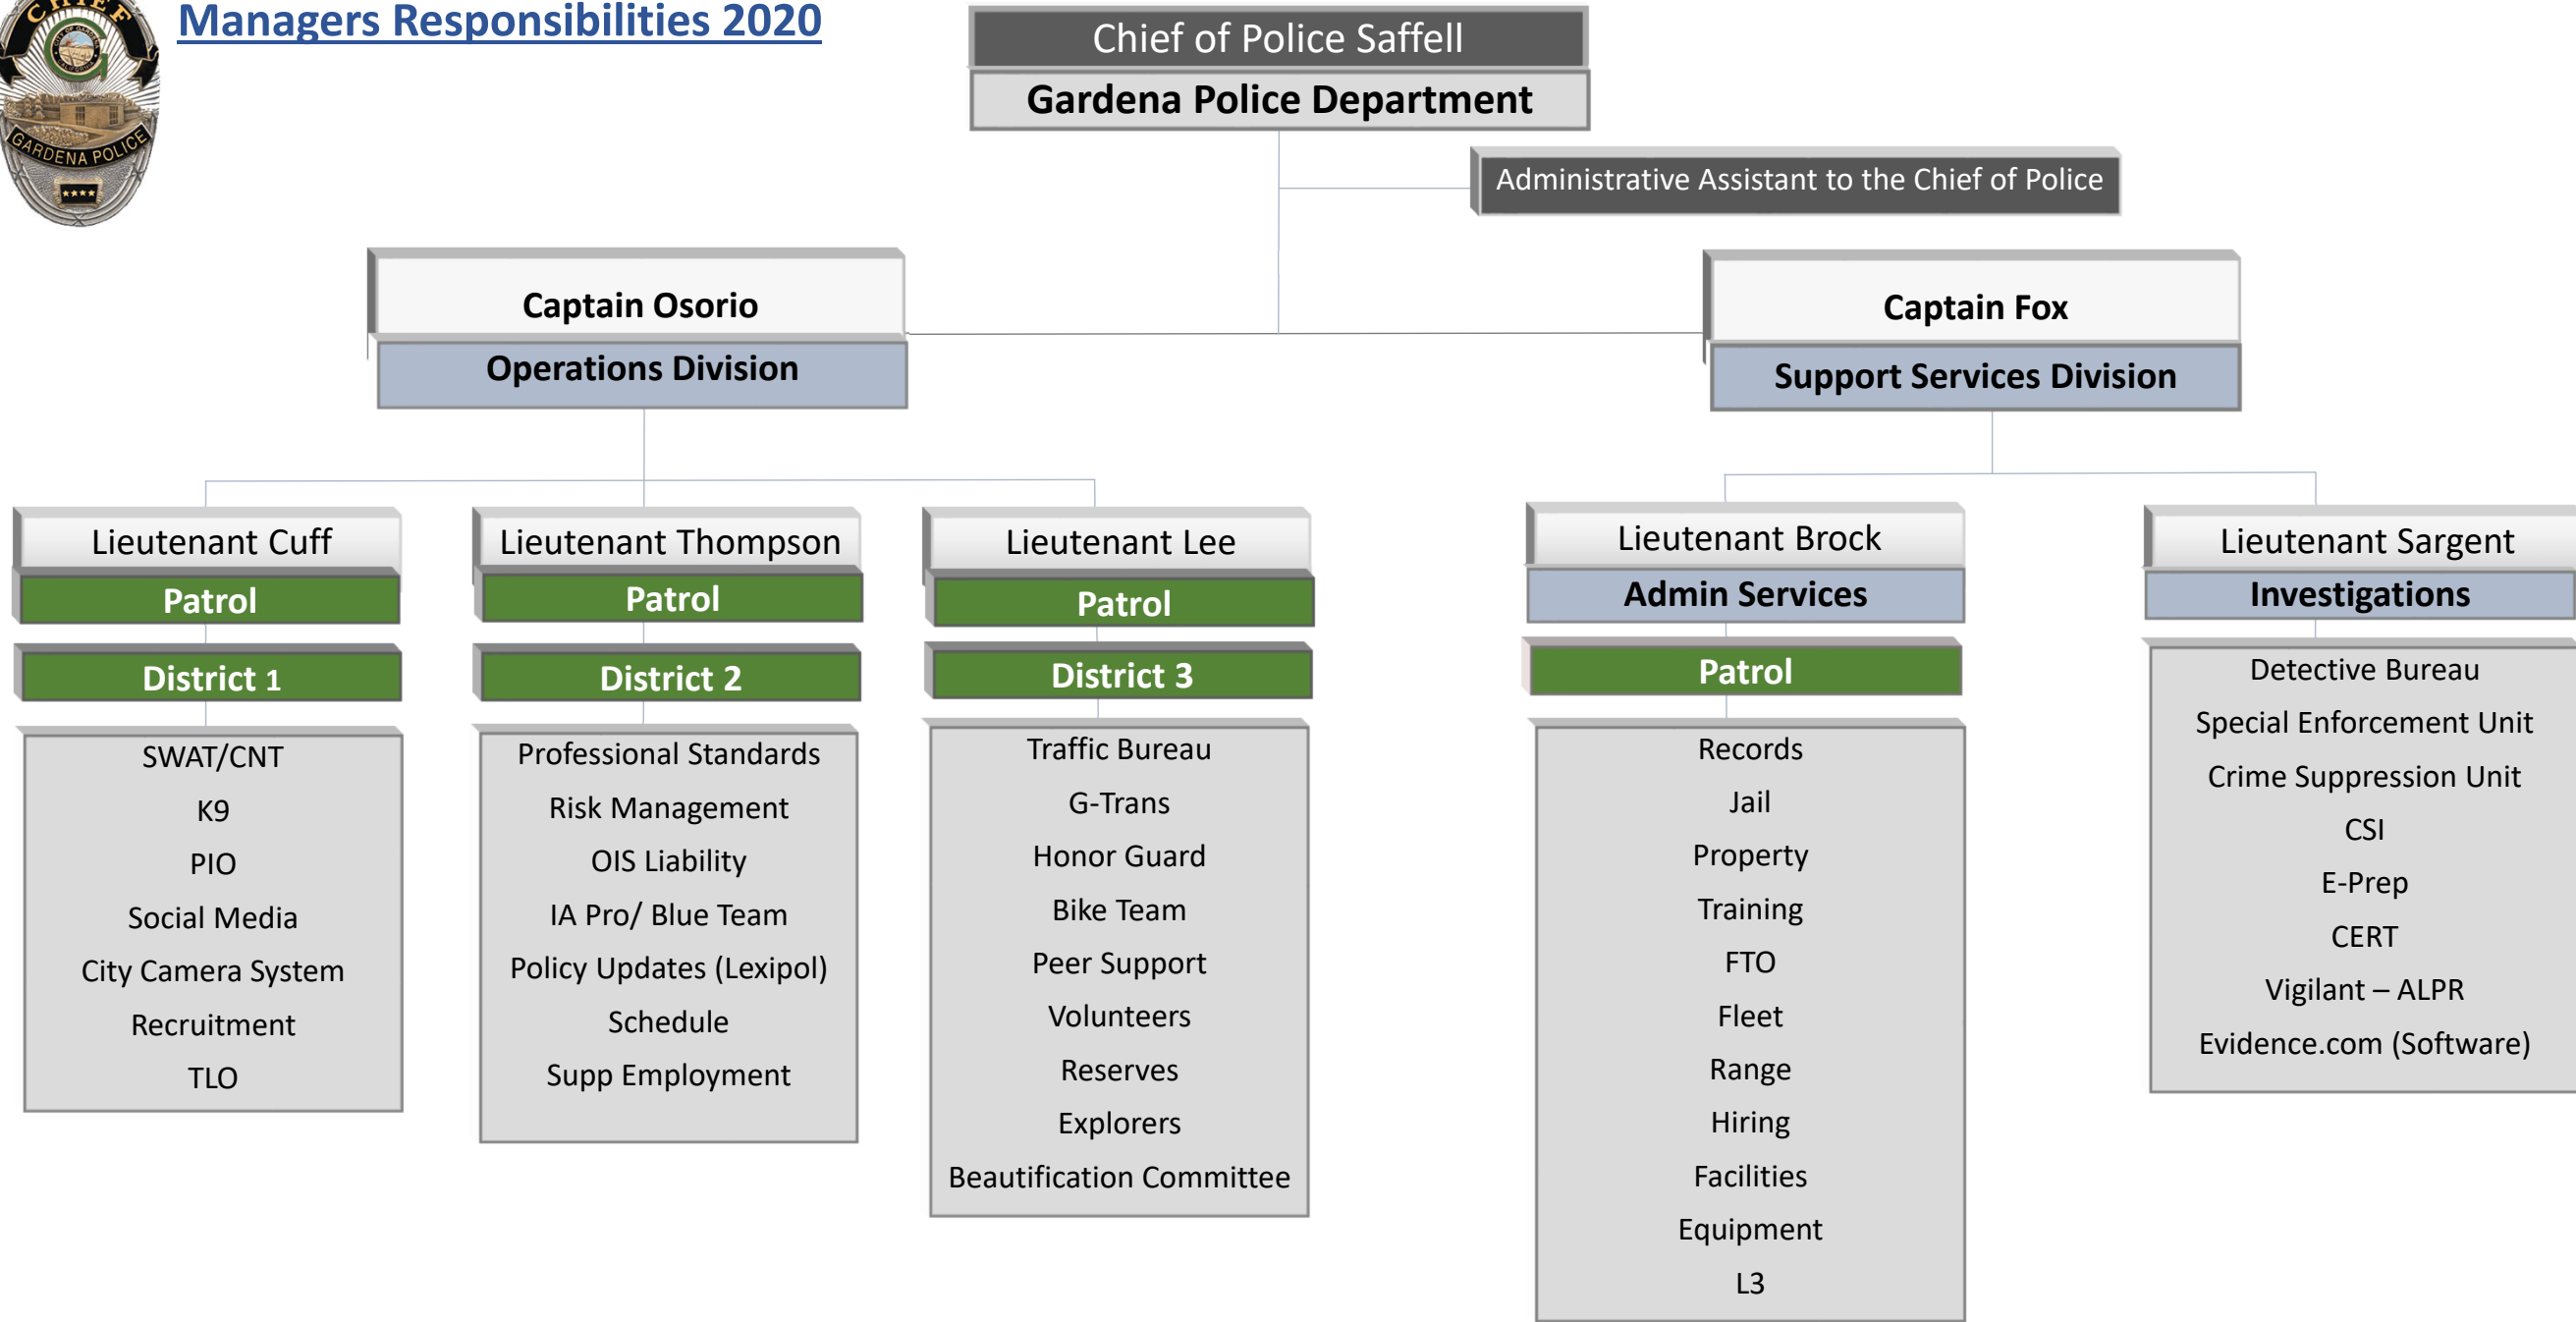 CHIEF
GARDENA POLICE
Managers Responsibilities 2020
Chief of Police Saffell
Gardena Police Department
Administrative Assistant to the Chief of Police
Captain Osorio
Operations Division
Captain Fox
Support Services Division
Lieutenant Cuff
Patrol
District 1
SWAT/CNT
K9
PIO
Social Media
City Camera System
Recruitment
TLO
Lieutenant Thompson
Patrol
District 2
Professional Standards
Risk Management
OIS Liability
IA Pro/ Blue Team
Policy Updates (Lexipol)
Schedule
Supp Employment
Lieutenant Lee
Patrol
District 3
Traffic Bureau
G-Trans
Honor Guard
Bike Team
Peer Support
Volunteers
Reserves
Explorers
Beautification Committee
Lieutenant Brock
Admin Services
Patrol
Records
Jail
Property
Training
FTO
Fleet
Range
Hiring
Facilities
Equipment
L3
Lieutenant Sargent
Investigations
Detective Bureau
Special Enforcement Unit
Crime Suppression Unit
CSI
E-Prep
CERT
Vigilant – ALPR
Evidence.com (Software)